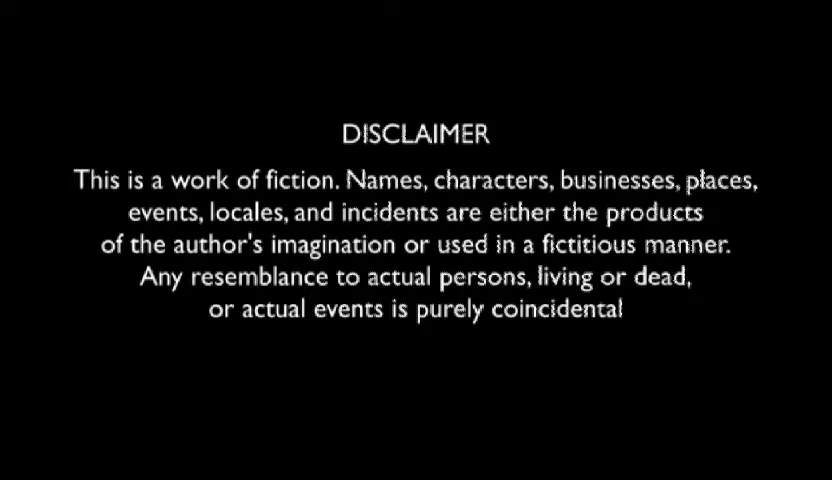 DISCLAIMER
This is a work of fiction. Names, characters, businesses, places,
events, locales, and incidents are either the products
of the author's imagination or used in a fictitious manner.
Any resemblance to actual persons, living or dead,
or actual events is purely coincidental